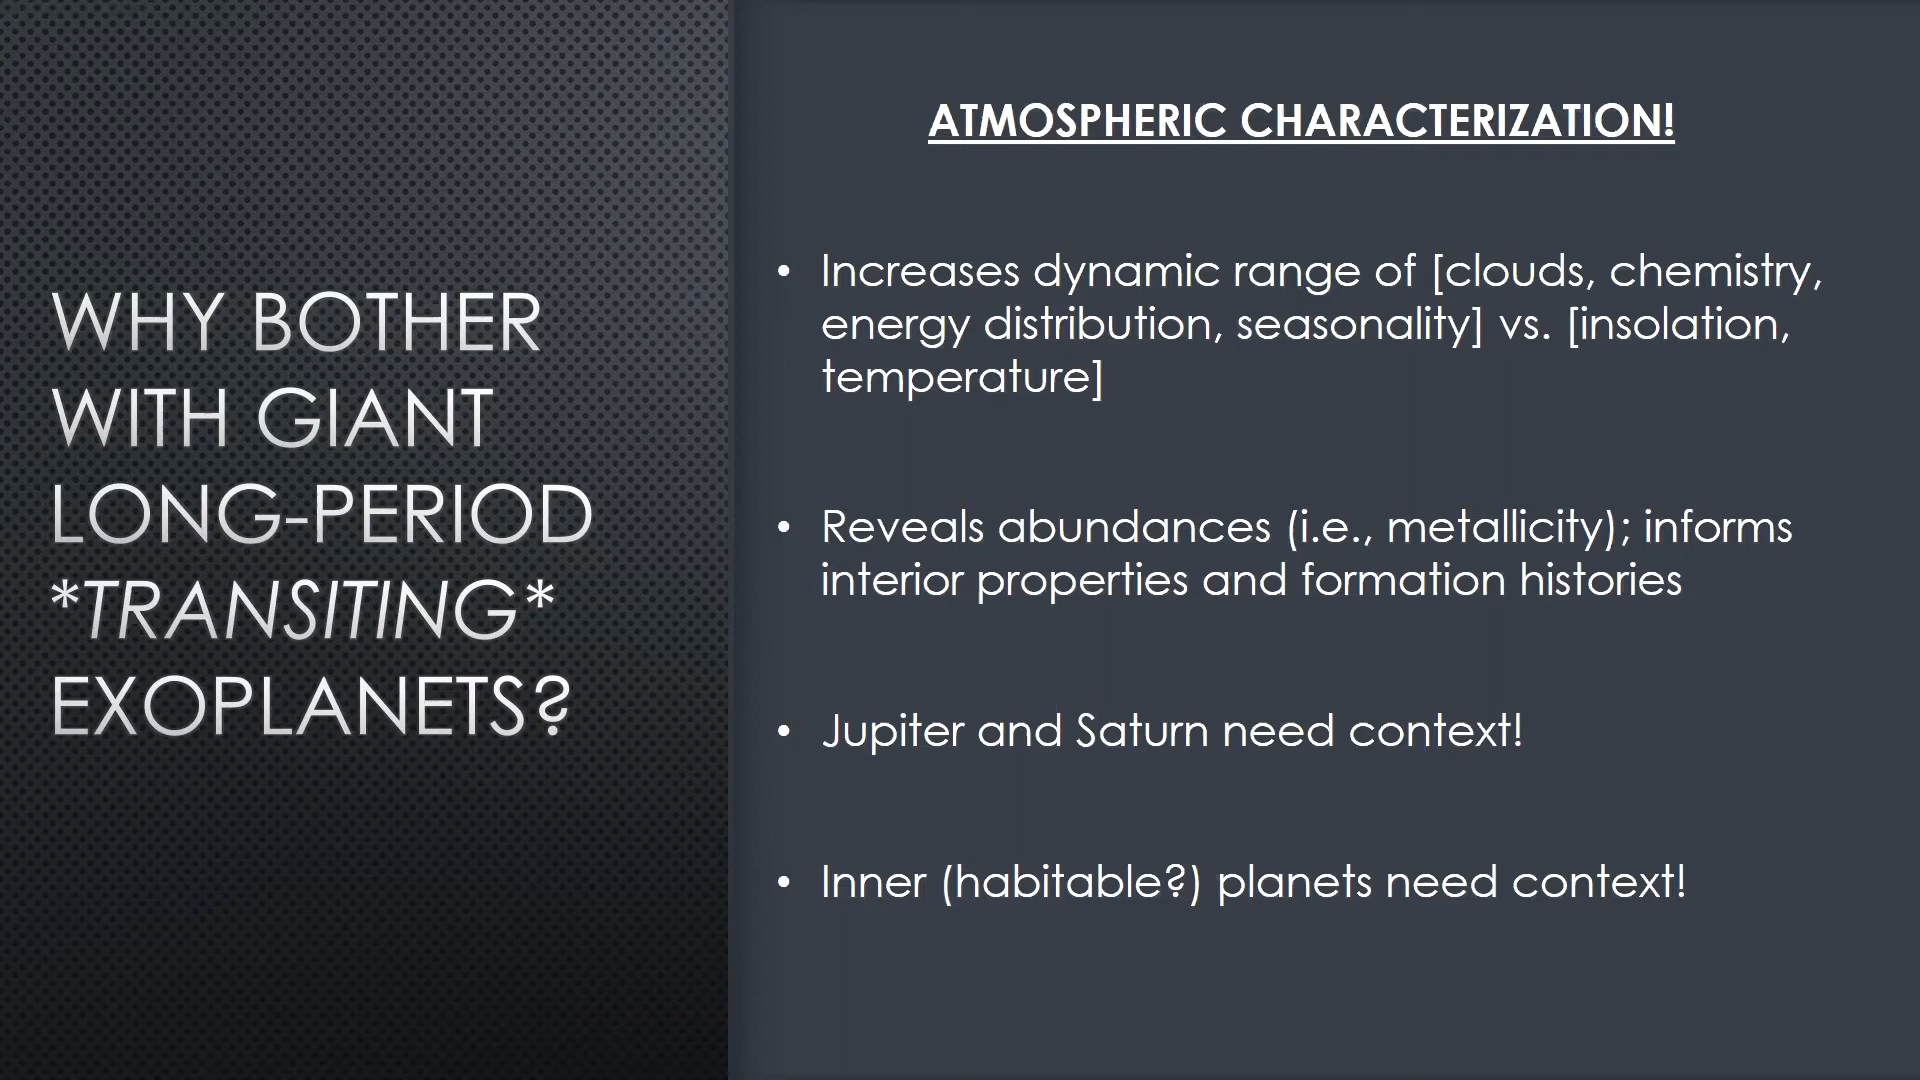 WHY BOTHER
WITH GIANT
LONG-PERIOD
*TRANSITING*
EXOPLANETS?
ATMOSPHERIC CHARACTERIZATION!
• Increases dynamic range of [clouds, chemistry,
energy distribution, seasonality] vs. [insolation,
temperature]
• Reveals abundances (i.e., metallicity); informs
interior properties and formation histories
• Jupiter and Saturn need context!
• Inner (habitable?) planets need context!